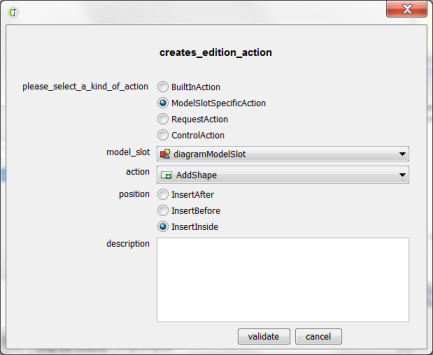 creates_edition_action
please_select_a_kind_of_action BuiltInAction
ModelSlotSpecificAction
RequestAction
ControlAction
model_slot diagramModelSlot
action AddShape
position InsertAfter
InsertBefore
InsertInside
description
validate cancel